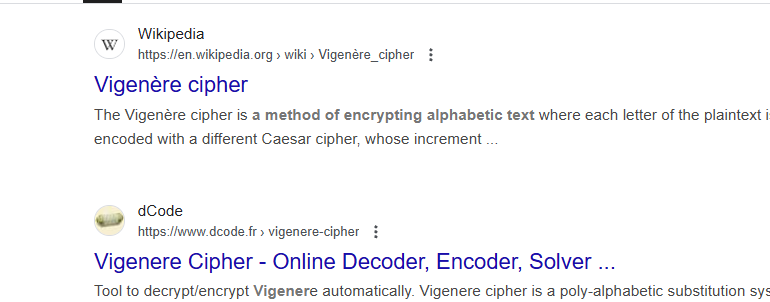 W
Wikipedia
https://en.wikipedia.org › wiki › Vigenère_cipher
Vigenère cipher
The Vigenère cipher is a method of encrypting alphabetic text where each letter of the plaintext i
encoded with a different Caesar cipher, whose increment ...
dCode
https://www.dcode.fr › vigenere-cipher
Vigenere Cipher - Online Decoder, Encoder, Solver ...
Tool to decrypt/encrypt Vigenere automatically. Vigenere cipher is a poly-alphabetic substitution sys